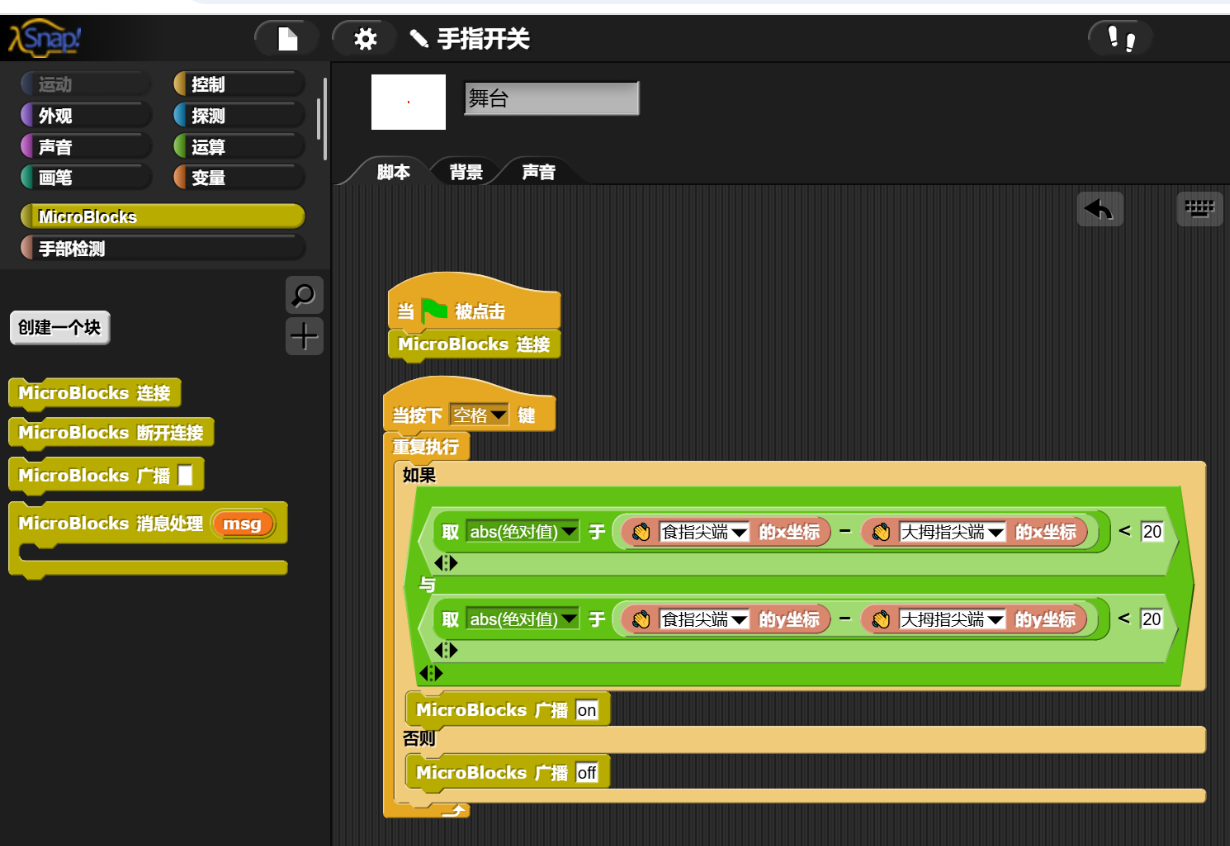 λSnap!
手指开关
运动 控制
外观 探测
声音 运算
画笔 变量
MicroBlocks
手部检测
创建一个块
MicroBlocks 连接
MicroBlocks 断开连接
MicroBlocks 广播
MicroBlocks 消息处理 msg
舞台
脚本 背景 声音
当 被点击
MicroBlocks 连接
当按下 空格 键
重复执行
如果
取 abs(绝对值) 于 食指尖端 的x坐标 - 大拇指尖端 的x坐标 < 20
与
取 abs(绝对值) 于 食指尖端 的y坐标 - 大拇指尖端 的y坐标 < 20
MicroBlocks 广播 on
否则
MicroBlocks 广播 off